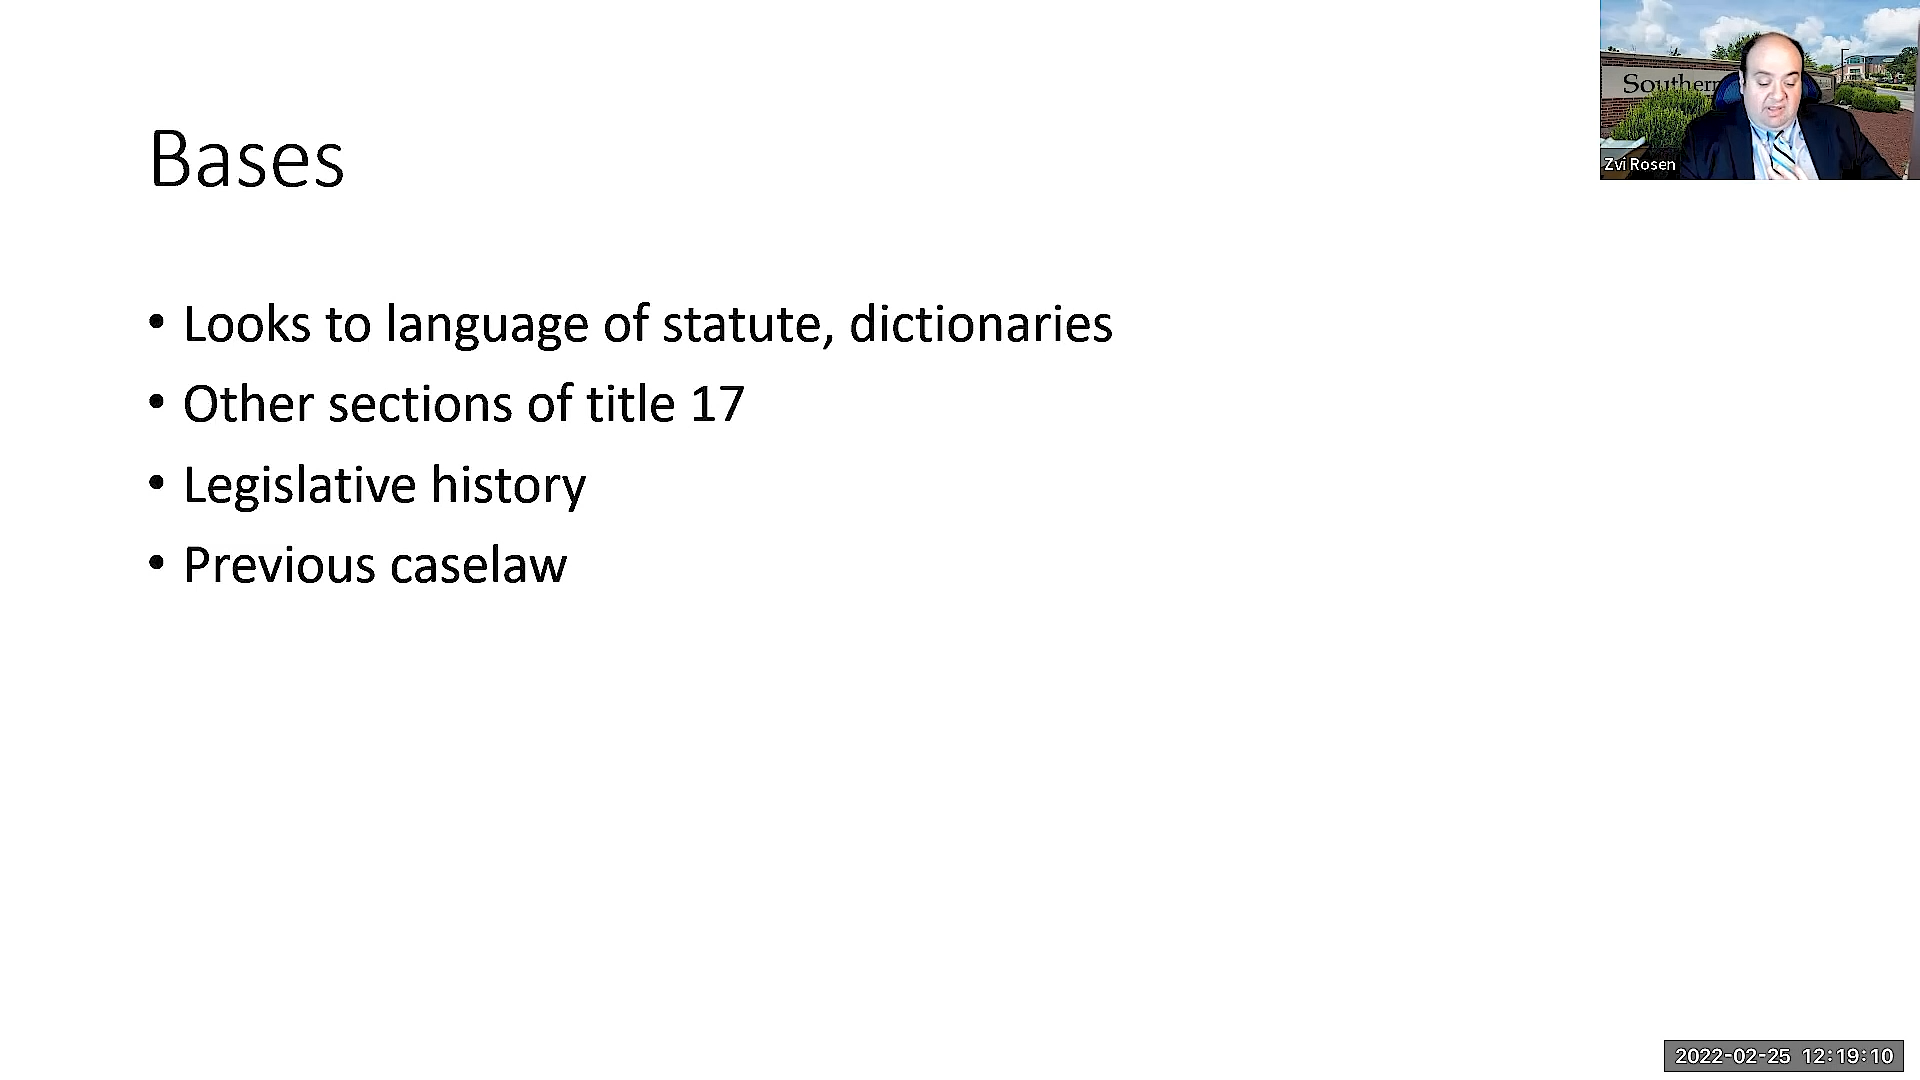 Bases
• Looks to language of statute, dictionaries
• Other sections of title 17
• Legislative history
• Previous caselaw
Southern
Zvi Rosen
2022-02-25 12:19:10